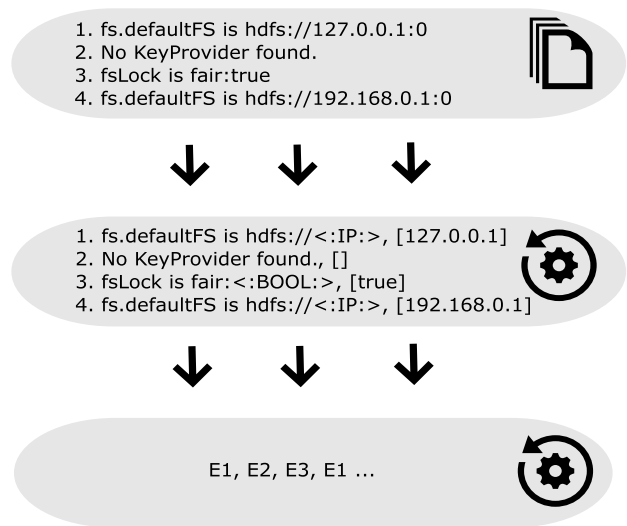 1. fs.defaultFS is hdfs://127.0.0.1:0
2. No KeyProvider found.
3. fsLock is fair:true
4. fs.defaultFS is hdfs://192.168.0.1:0
1. fs.defaultFS is hdfs://<:IP:>, [127.0.0.1]
2. No KeyProvider found., []
3. fsLock is fair:<:BOOL:>, [true]
4. fs.defaultFS is hdfs://<:IP:>, [192.168.0.1]
E1, E2, E3, E1 ...